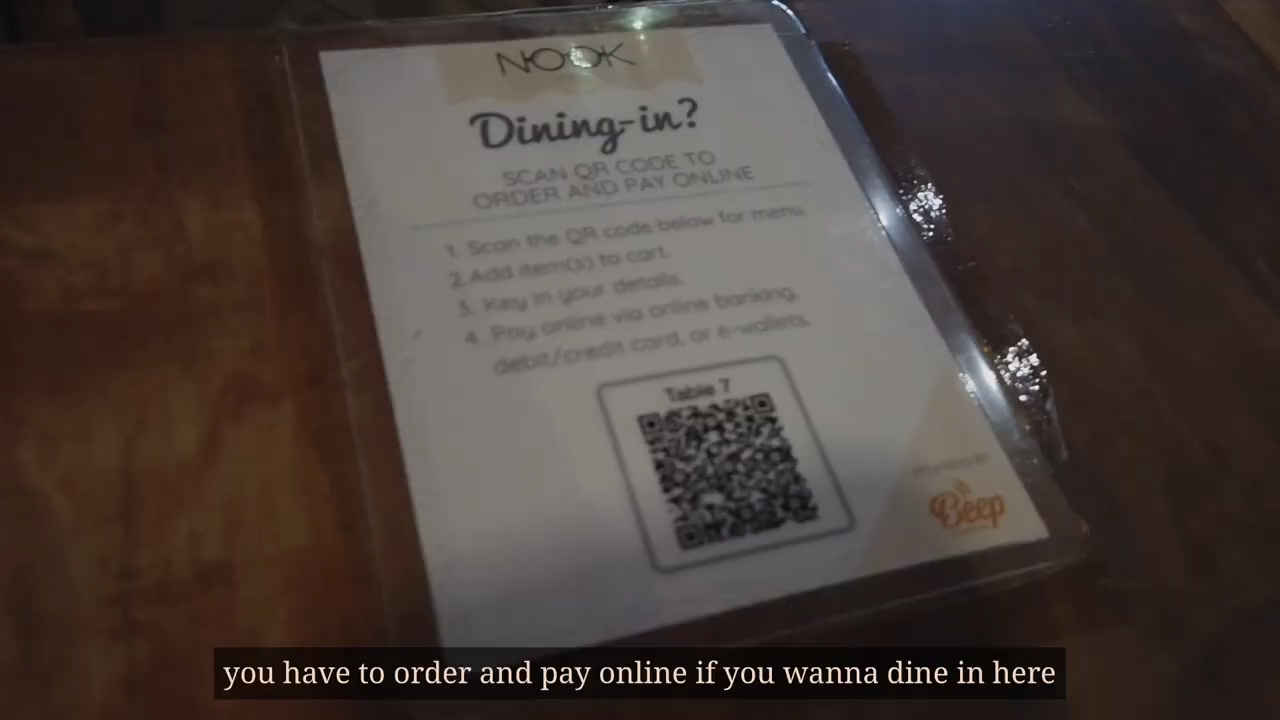 NOOK
Dining-in?
SCAN QR CODE TO
ORDER AND PAY ONLINE
1. Scan the QR code below for menu
2.Add item(s) to cart.
3. Key in your details.
4. Pay online via online banking,
debit/credit card, or e-wallets.
Table 7
Beep
you have to order and pay online if you wanna dine in here